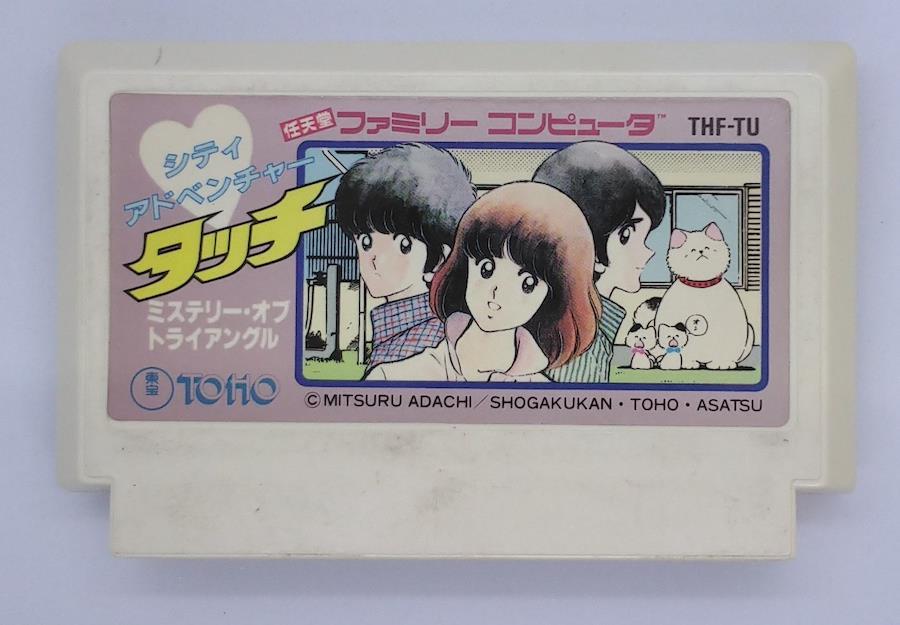 任天堂 ファミリー コンピュータ™ THF-TU
シティ
アドベンチャー
タッチ
ミステリー・オブ
トライアングル
東宝 TOHO
©MITSURU ADACHI/SHOGAKUKAN・TOHO・ASATSU